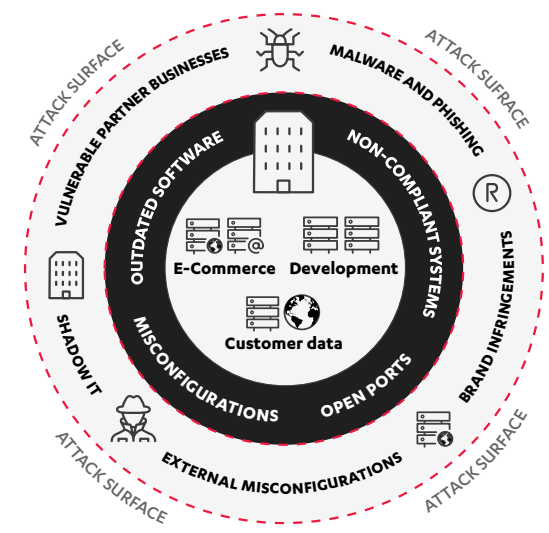 ATTACK SURFACE
ATTACK SUFRACE
VULNERABLE PARTNER BUSINESSES
MALWARE AND PHISHING
R
BRAND INFRINGEMENTS
EXTERNAL MISCONFIGURATIONS
SHADOW IT
OUTDATED SOFTWARE
NON-COMPLIANT SYSTEMS
OPEN PORTS
MISCONFIGURATIONS
@
E-Commerce
Development
Customer data
ATTACK SURFACE
ATTACK SURFACE